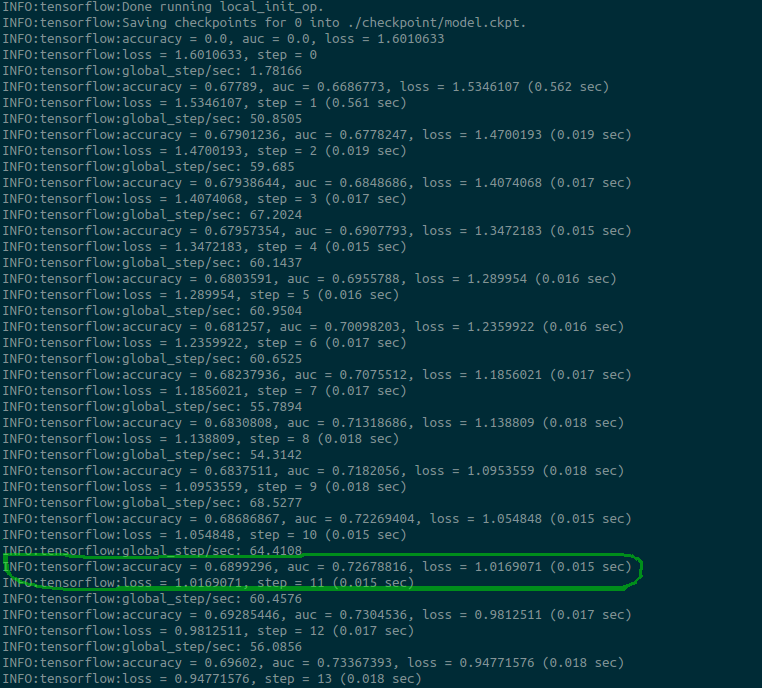 INFO:tensorflow:Done running local_init_op.
INFO:tensorflow:Saving checkpoints for 0 into ./checkpoint/model.ckpt.
INFO:tensorflow:accuracy = 0.0, auc = 0.0, loss = 1.6010633
INFO:tensorflow:loss = 1.6010633, step = 0
INFO:tensorflow:global_step/sec: 1.78166
INFO:tensorflow:accuracy = 0.67789, auc = 0.6686773, loss = 1.5346107 (0.562 sec)
INFO:tensorflow:loss = 1.5346107, step = 1 (0.561 sec)
INFO:tensorflow:global_step/sec: 50.8505
INFO:tensorflow:accuracy = 0.67901236, auc = 0.6778247, loss = 1.4700193 (0.019 sec)
INFO:tensorflow:loss = 1.4700193, step = 2 (0.019 sec)
INFO:tensorflow:global_step/sec: 59.685
INFO:tensorflow:accuracy = 0.67938644, auc = 0.6848686, loss = 1.4074068 (0.017 sec)
INFO:tensorflow:loss = 1.4074068, step = 3 (0.017 sec)
INFO:tensorflow:global_step/sec: 67.2024
INFO:tensorflow:accuracy = 0.67957354, auc = 0.6907793, loss = 1.3472183 (0.015 sec)
INFO:tensorflow:loss = 1.3472183, step = 4 (0.015 sec)
INFO:tensorflow:global_step/sec: 60.1437
INFO:tensorflow:accuracy = 0.6803591, auc = 0.6955788, loss = 1.289954 (0.016 sec)
INFO:tensorflow:loss = 1.289954, step = 5 (0.016 sec)
INFO:tensorflow:global_step/sec: 60.9504
INFO:tensorflow:accuracy = 0.681257, auc = 0.70098203, loss = 1.2359922 (0.016 sec)
INFO:tensorflow:loss = 1.2359922, step = 6 (0.017 sec)
INFO:tensorflow:global_step/sec: 60.6525
INFO:tensorflow:accuracy = 0.68237936, auc = 0.7075512, loss = 1.1856021 (0.017 sec)
INFO:tensorflow:loss = 1.1856021, step = 7 (0.017 sec)
INFO:tensorflow:global_step/sec: 55.7894
INFO:tensorflow:accuracy = 0.6830808, auc = 0.71318686, loss = 1.138809 (0.018 sec)
INFO:tensorflow:loss = 1.138809, step = 8 (0.018 sec)
INFO:tensorflow:global_step/sec: 54.3142
INFO:tensorflow:accuracy = 0.6837511, auc = 0.7182056, loss = 1.0953559 (0.018 sec)
INFO:tensorflow:loss = 1.0953559, step = 9 (0.018 sec)
INFO:tensorflow:global_step/sec: 68.5277
INFO:tensorflow:accuracy = 0.68686867, auc = 0.72269404, loss = 1.054848 (0.015 sec)
INFO:tensorflow:loss = 1.054848, step = 10 (0.015 sec)
INFO:tensorflow:global_step/sec: 64.4108
INFO:tensorflow:accuracy = 0.6899296, auc = 0.72678816, loss = 1.0169071 (0.015 sec)
INFO:tensorflow:loss = 1.0169071, step = 11 (0.015 sec)
INFO:tensorflow:global_step/sec: 60.4576
INFO:tensorflow:accuracy = 0.69285446, auc = 0.7304536, loss = 0.9812511 (0.017 sec)
INFO:tensorflow:loss = 0.9812511, step = 12 (0.017 sec)
INFO:tensorflow:global_step/sec: 56.0856
INFO:tensorflow:accuracy = 0.69602, auc = 0.73367393, loss = 0.94771576 (0.018 sec)
INFO:tensorflow:loss = 0.94771576, step = 13 (0.018 sec)